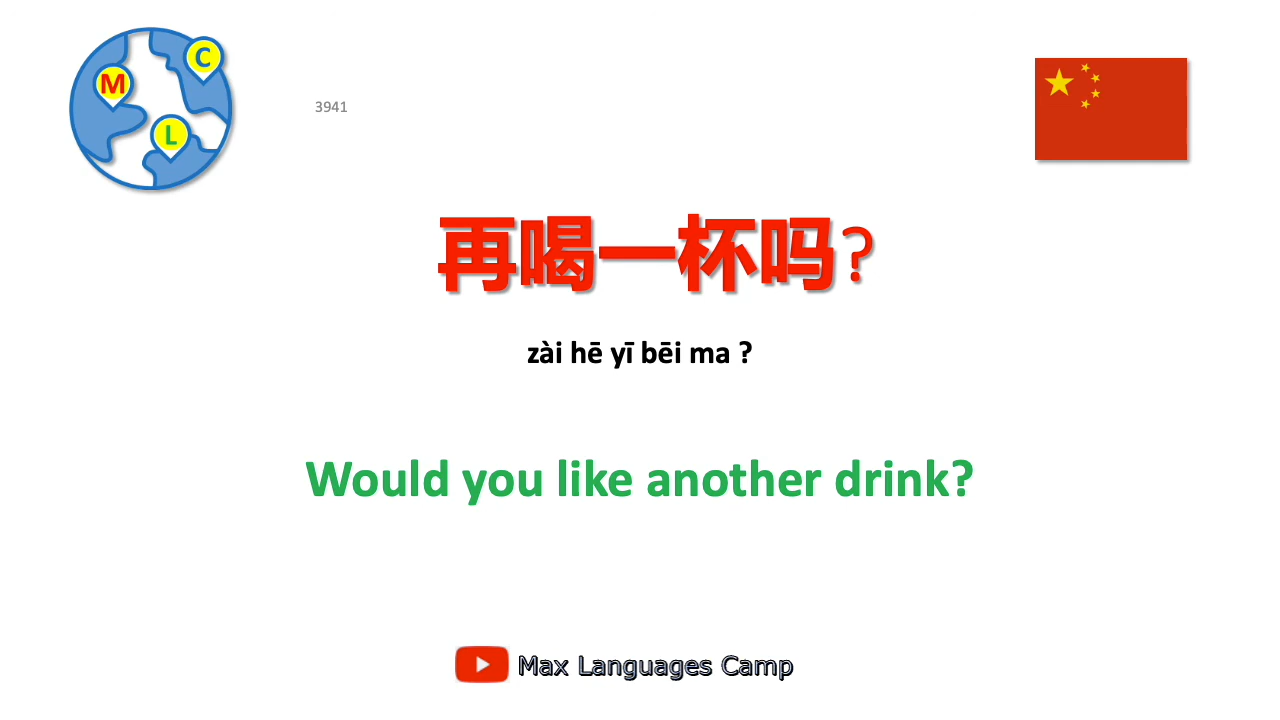 M
C
L
3941
再喝一杯吗?
zài hē yī bēi ma ?
Would you like another drink?
Max Languages Camp